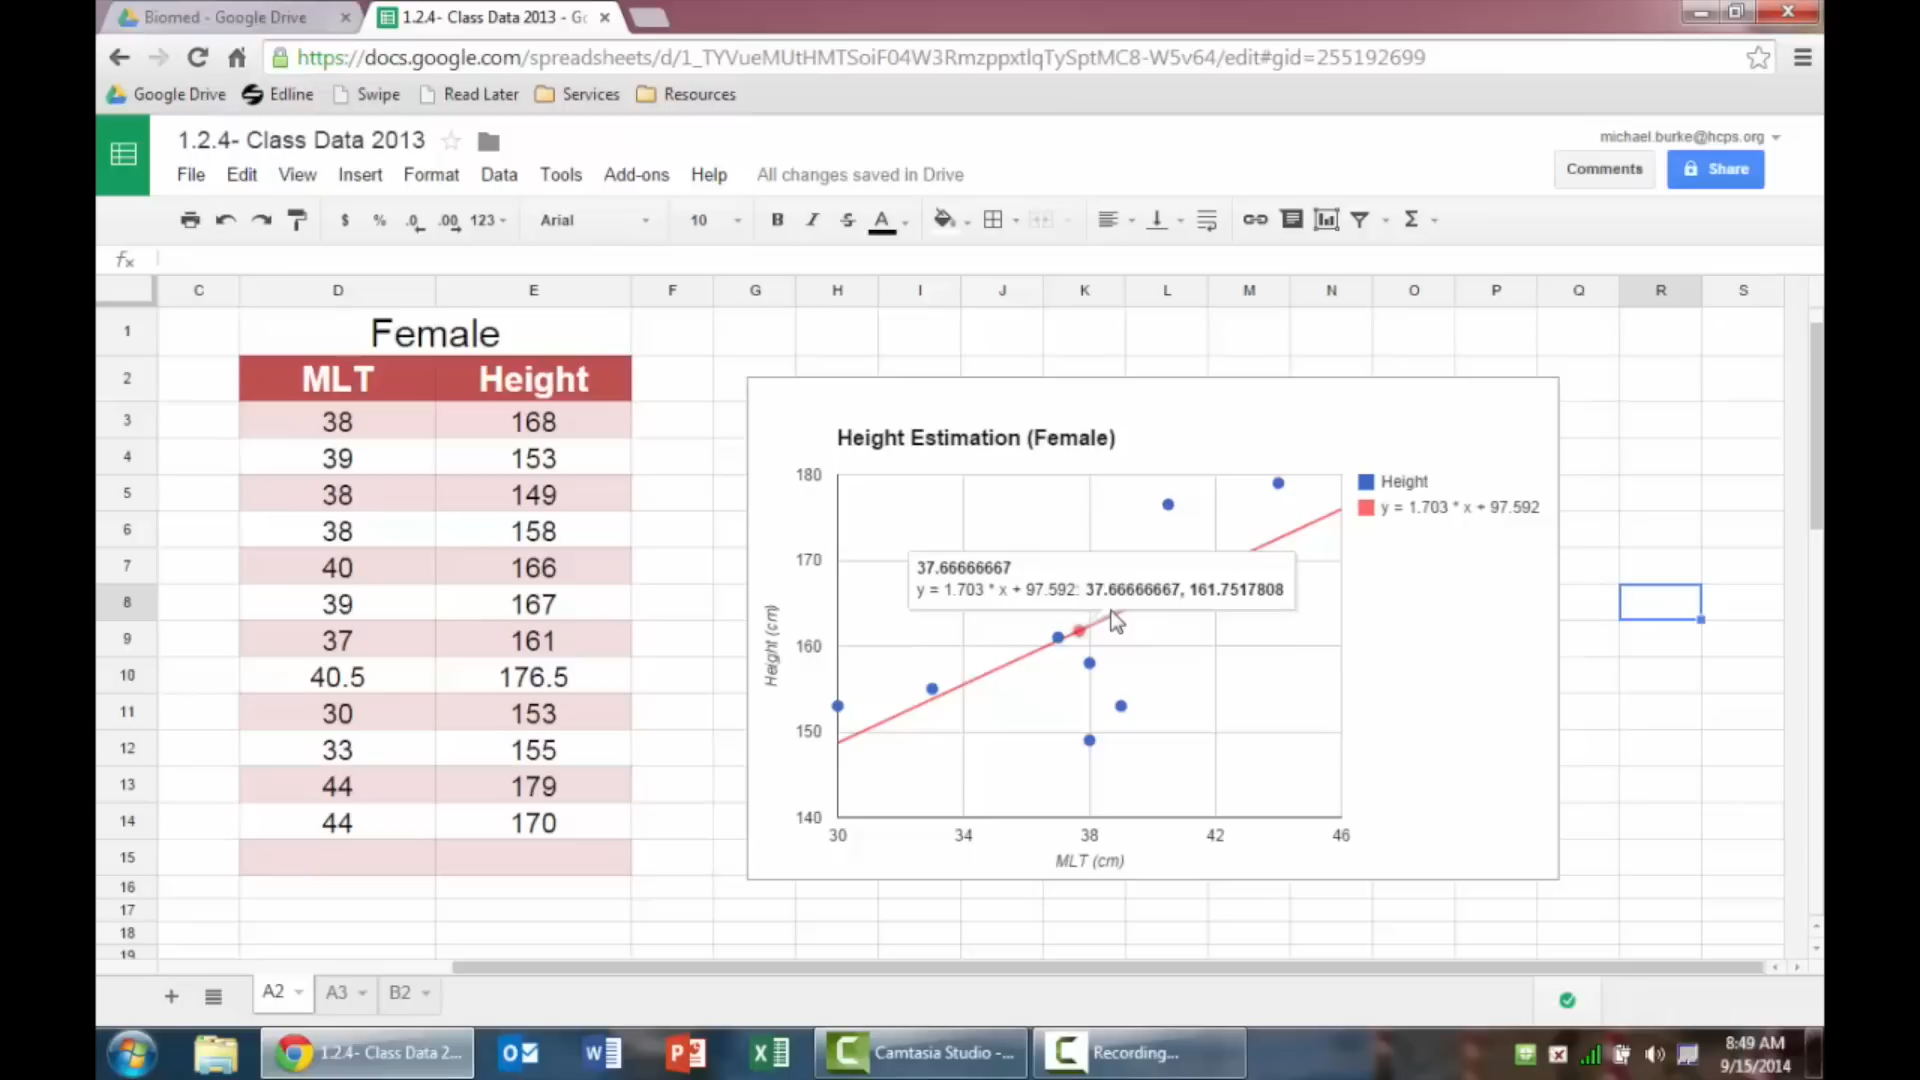 Biomed - Google Drive
1.2.4- Class Data 2013 - Go
https://docs.google.com/spreadsheets/d/1_TYVueMUtHMTSoiF04W3RmzppxtlqTySptMC8-W5v64/edit#gid=255192699
Google Drive Edline Swipe Read Later Services Resources
1.2.4- Class Data 2013
michael.burke@hcps.org
File Edit View Insert Format Data Tools Add-ons Help All changes saved in Drive
Comments Share
$ % .0 .00 123 Arial 10 B I S A Σ
fx
C D E F G H I J K L M N O P Q R S
1 Female
2 MLT Height
3 38 168
4 39 153
5 38 149
6 38 158
7 40 166
8 39 167
9 37 161
10 40.5 176.5
11 30 153
12 33 155
13 44 179
14 44 170
15
16
17
18
19
Height Estimation (Female)
Height
y = 1.703 * x + 97.592
37.66666667
y = 1.703 * x + 97.592: 37.66666667, 161.7517808
180
170
160
150
140
Height (cm)
30 34 38 42 46
MLT (cm)
A2 A3 B2
1.2.4- Class Data 2...
Camtasia Studio -...
Recording...
8:49 AM
9/15/2014